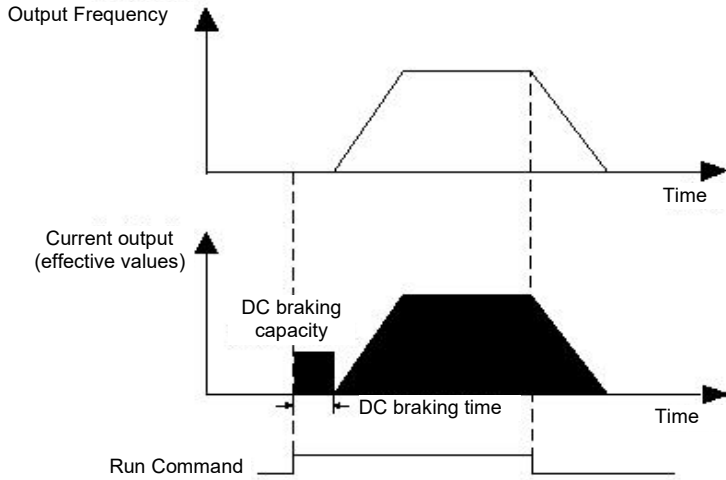 Output Frequency
Time
Current output
(effective values)
DC braking
capacity
DC braking time
Time
Run Command